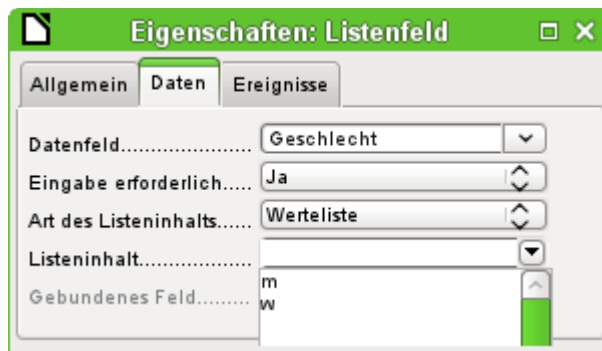 Eigenschaften: Listenfeld
Allgemein Daten Ereignisse
Datenfeld...................... Geschlecht
Eingabe erforderlich..... Ja
Art des Listeninhalts...... Werteliste
Listeninhalt...................
m
Gebundenes Feld.........
w